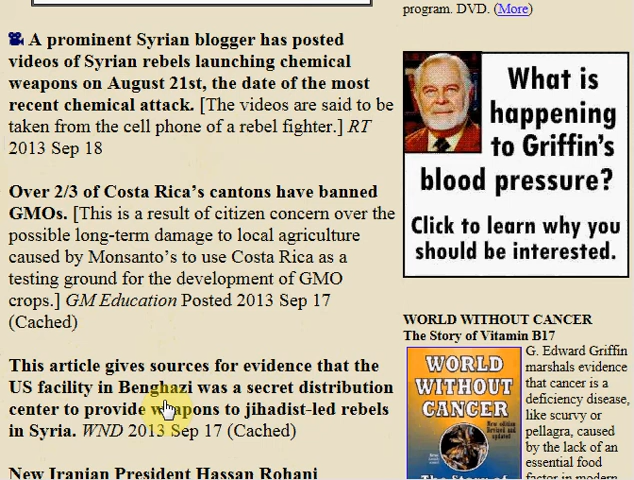 program. DVD. (More)
A prominent Syrian blogger has posted
videos of Syrian rebels launching chemical
weapons on August 21st, the date of the most
recent chemical attack. [The videos are said to be
taken from the cell phone of a rebel fighter.] RT
2013 Sep 18
Over 2/3 of Costa Rica's cantons have banned
GMOs. [This is a result of citizen concern over the
possible long-term damage to local agriculture
caused by Monsanto's to use Costa Rica as a
testing ground for the development of GMO
crops.] GM Education Posted 2013 Sep 17
(Cached)
This article gives sources for evidence that the
US facility in Benghazi was a secret distribution
center to provide weapons to jihadist-led rebels
in Syria. WND 2013 Sep 17 (Cached)
New Iranian President Hassan Rohani
What is
happening
to Griffin's
blood pressure?
Click to learn why you
should be interested.
WORLD WITHOUT CANCER
The Story of Vitamin B17
WORLD
WITHOUT
CANCER
The Story of
G. Edward Griffin
marshals evidence
that cancer is a
deficiency disease,
like scurvy or
pellagra, caused
by the lack of an
essential food
factor in modern